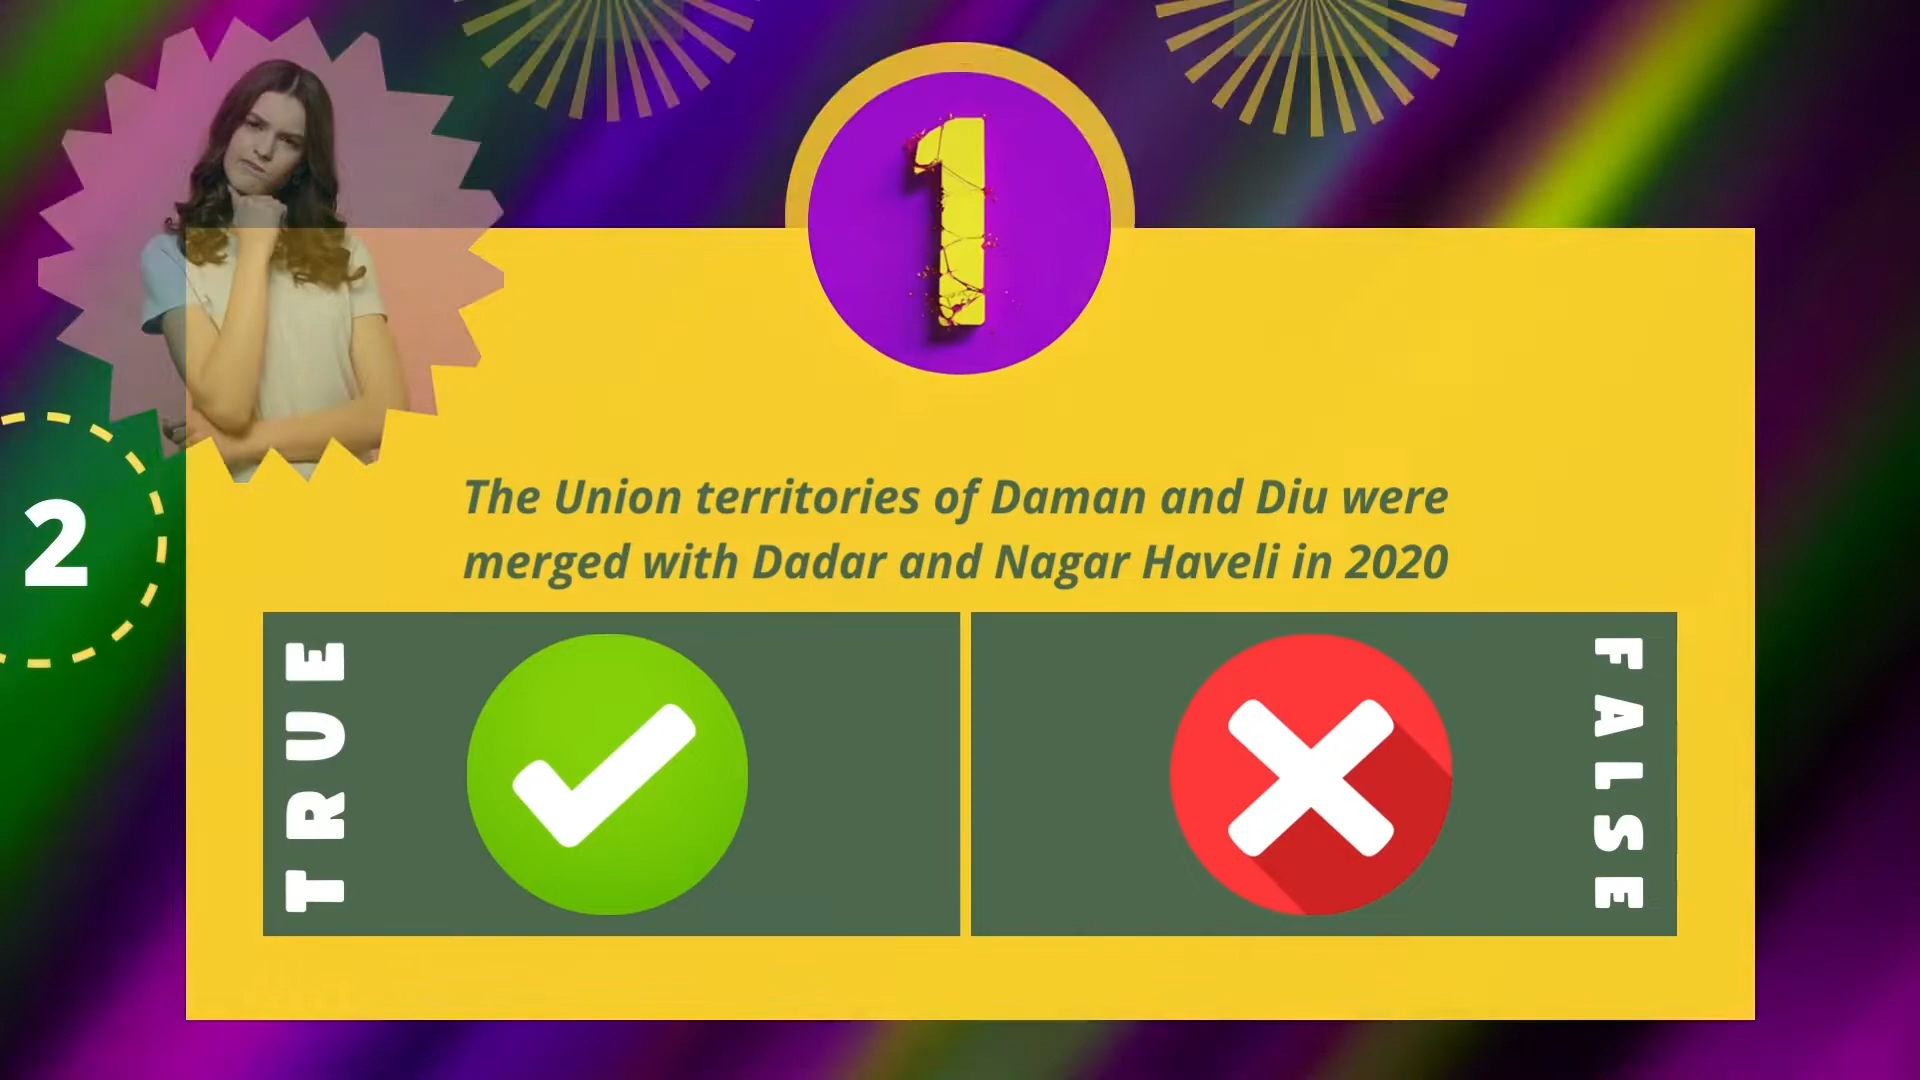 1
The Union territories of Daman and Diu were
merged with Dadar and Nagar Haveli in 2020
2
TRUE
FALSE